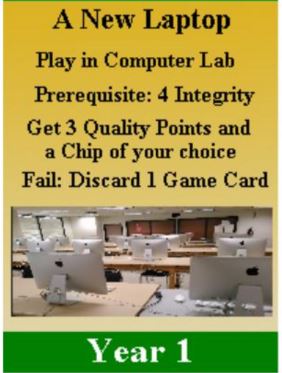 A New Laptop
Play in Computer Lab
Prerequisite: 4 Integrity
Get 3 Quality Points and
a Chip of your choice
Fail: Discard 1 Game Card
Year 1